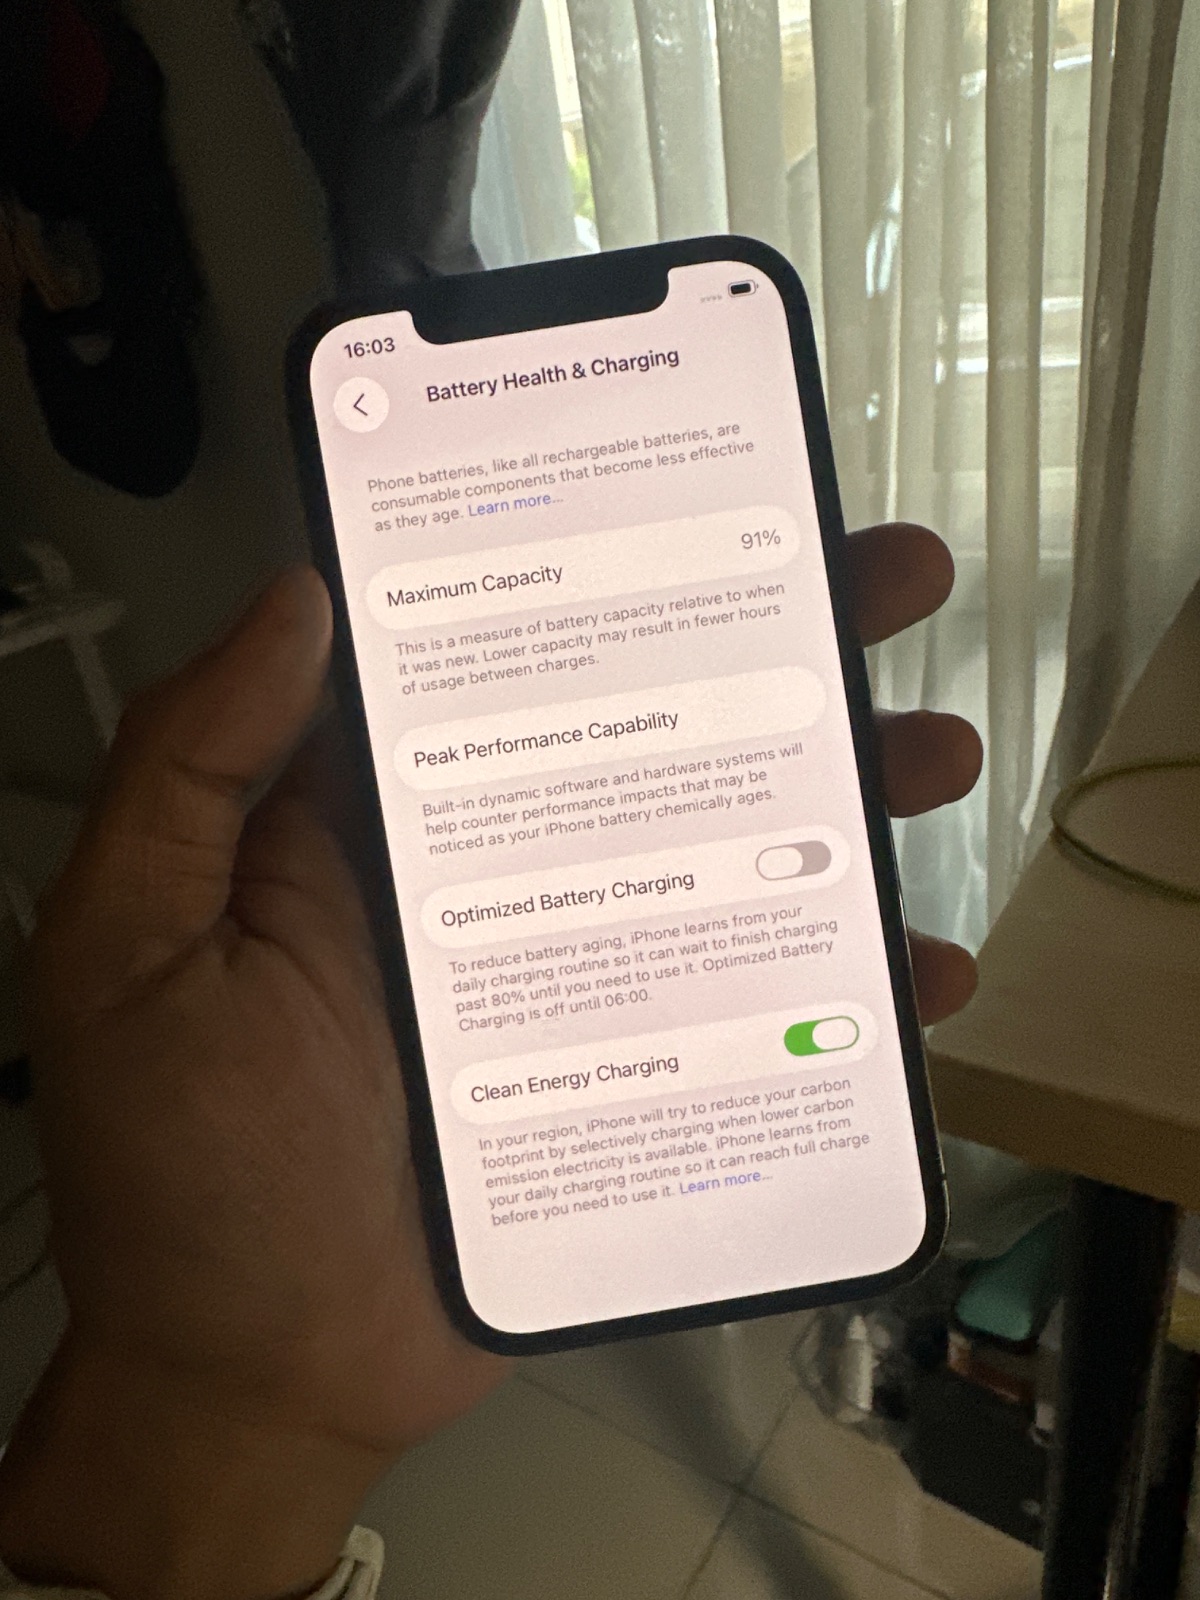 16:03
Battery Health & Charging
Phone batteries, like all rechargeable batteries, are
consumable components that become less effective
as they age. Learn more...
Maximum Capacity 91%
This is a measure of battery capacity relative to when
it was new. Lower capacity may result in fewer hours
of usage between charges.
Peak Performance Capability
Built-in dynamic software and hardware systems will
help counter performance impacts that may be
noticed as your iPhone battery chemically ages.
Optimized Battery Charging
To reduce battery aging, iPhone learns from your
daily charging routine so it can wait to finish charging
past 80% until you need to use it. Optimized Battery
Charging is off until 06:00.
Clean Energy Charging
In your region, iPhone will try to reduce your carbon
footprint by selectively charging when lower carbon
emission electricity is available. iPhone learns from
your daily charging routine so it can reach full charge
before you need to use it. Learn more...